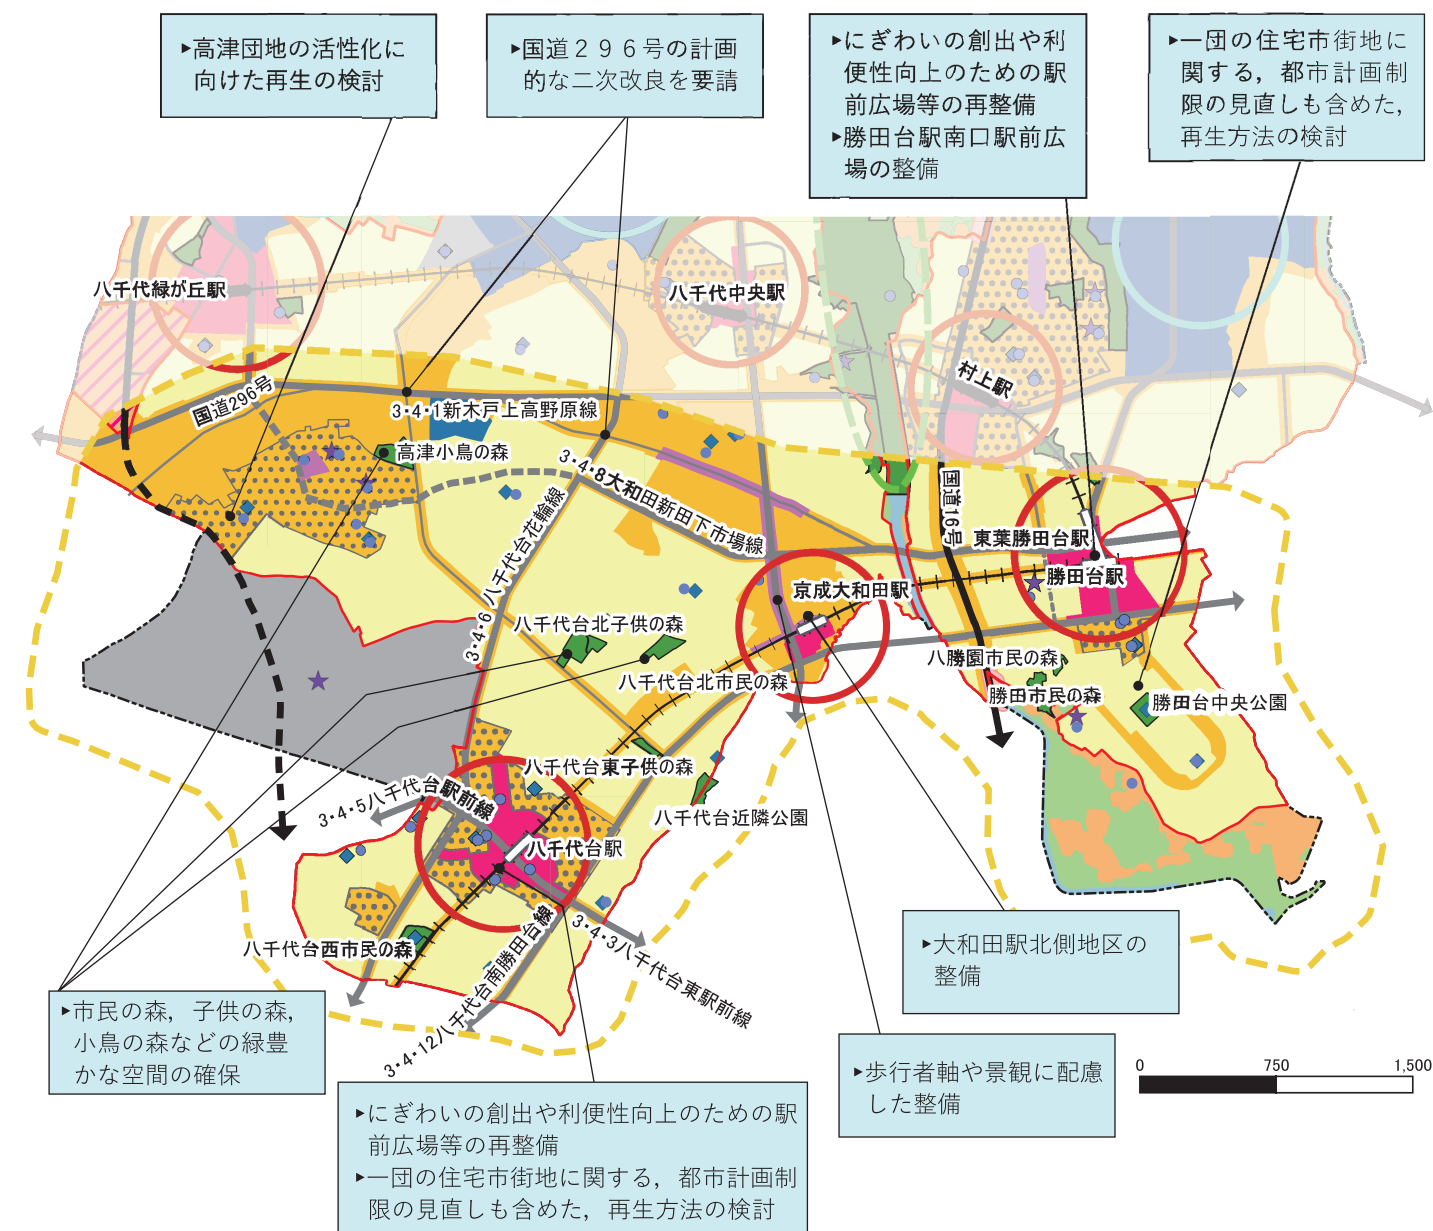 ▸高津団地の活性化に
向けた再生の検討
▸国道２９６号の計画
的な二次改良を要請
▸にぎわいの創出や利
便性向上のための駅
前広場等の再整備
▸勝田台駅南口駅前広
場の整備
▸一団の住宅市街地に
関する，都市計画制
限の見直しも含めた，
再生方法の検討
八千代緑が丘駅
八千代中央駅
村上駅
国道296号
3・4・1新木戸上高野原線
高津小鳥の森
3・4・8大和田新田下市場線
3・4・6八千代台花輪線
国道16号
東葉勝田台駅
勝田台駅
京成大和田駅
八千代台北子供の森
八千代台北市民の森
八勝園市民の森
勝田市民の森
勝田台中央公園
八千代台東子供の森
3・4・5八千代台駅前線
八千代台近隣公園
八千代台駅
八千代台西市民の森
3・4・3八千代台東駅前線
3・4・12八千代台南勝田台線
▸大和田駅北側地区の
整備
▸市民の森，子供の森，
小鳥の森などの緑豊
かな空間の確保
▸歩行者軸や景観に配慮
した整備
0 750 1,500
▸にぎわいの創出や利便性向上のための駅
前広場等の再整備
▸一団の住宅市街地に関する，都市計画制
限の見直しも含めた，再生方法の検討